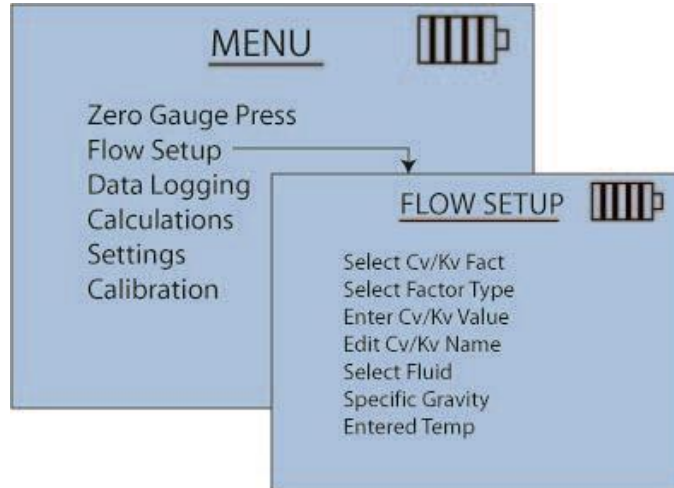 MENU
Zero Gauge Press
Flow Setup
Data Logging
Calculations
Settings
Calibration
FLOW SETUP
Select Cv/Kv Fact
Select Factor Type
Enter Cv/Kv Value
Edit Cv/Kv Name
Select Fluid
Specific Gravity
Entered Temp